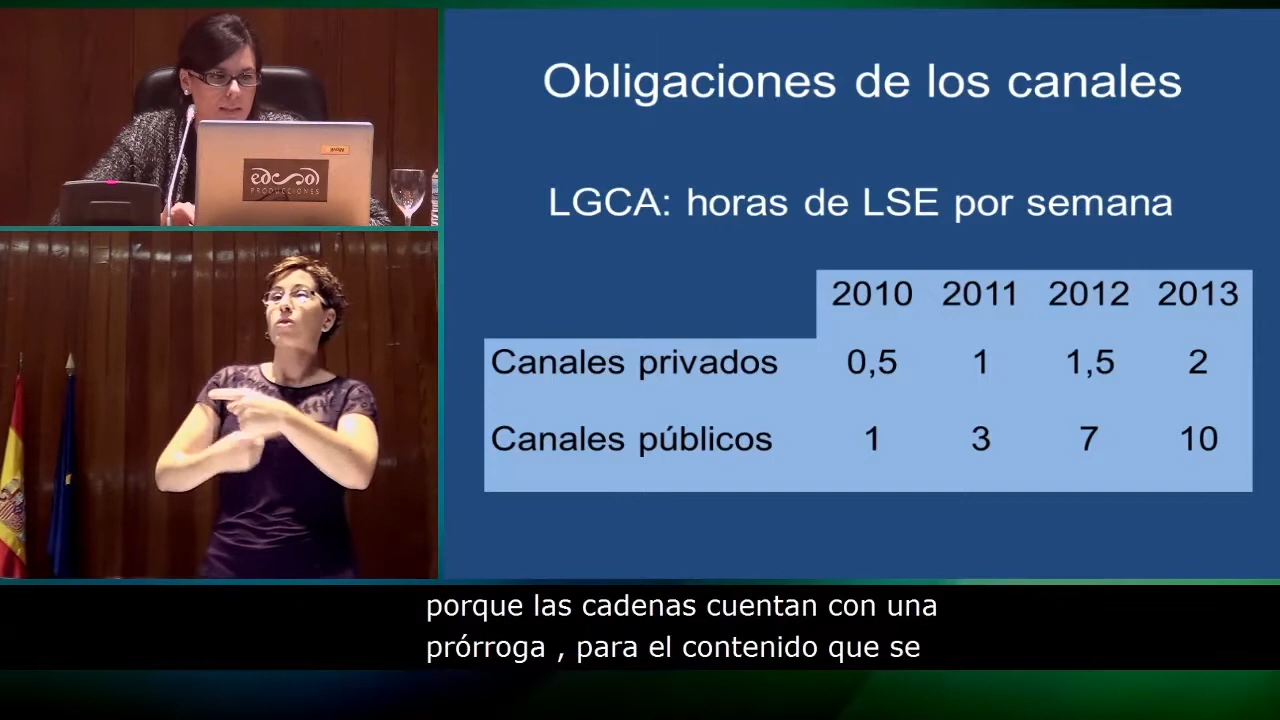 edsol
PRODUCCIONES
Obligaciones de los canales
LGCA: horas de LSE por semana
2010 2011 2012 2013
Canales privados 0,5 1 1,5 2
Canales públicos 1 3 7 10
porque las cadenas cuentan con una
prórroga , para el contenido que se